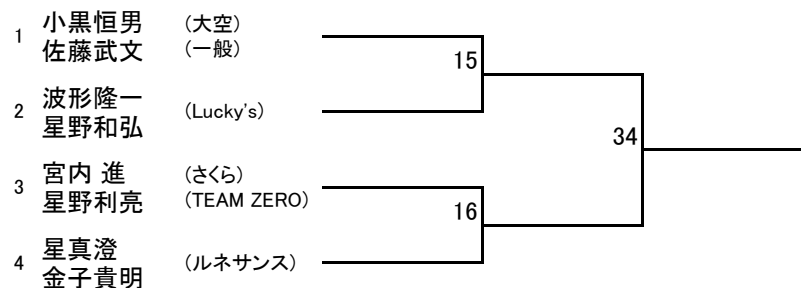 1 小黒恒男 (大空)
佐藤武文 (一般)
15
2 波形隆一 (Lucky's)
星野和弘
34
3 宮内 進 (さくら)
星野利亮 (TEAM ZERO)
16
4 星真澄 (ルネサンス)
金子貴明